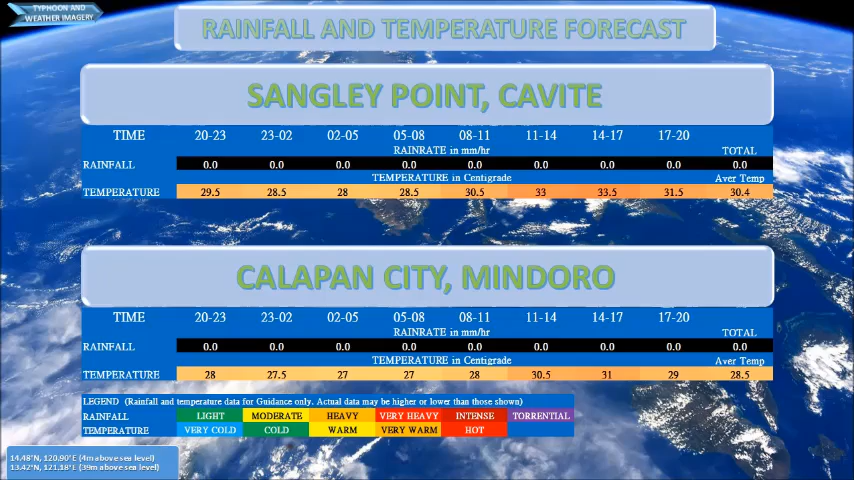 TYPHOON AND
WEATHER IMAGERY
RAINFALL AND TEMPERATURE FORECAST
SANGLEY POINT, CAVITE
TIME 20-23 23-02 02-05 05-08 08-11 11-14 14-17 17-20
RAINRATE in mm/hr TOTAL
RAINFALL 0.0 0.0 0.0 0.0 0.0 0.0 0.0 0.0 0.0
TEMPERATURE in Centigrade Aver Temp
TEMPERATURE 29.5 28.5 28 28.5 30.5 33 33.5 31.5 30.4
CALAPAN CITY, MINDORO
TIME 20-23 23-02 02-05 05-08 08-11 11-14 14-17 17-20
RAINRATE in mm/hr TOTAL
RAINFALL 0.0 0.0 0.0 0.0 0.0 0.0 0.0 0.0 0.0
TEMPERATURE in Centigrade Aver Temp
TEMPERATURE 28 27.5 27 27 28 30.5 31 29 28.5
LEGEND (Rainfall and temperature data for Guidance only. Actual data may be higher or lower than those shown)
RAINFALL LIGHT MODERATE HEAVY VERY HEAVY INTENSE TORRENTIAL
TEMPERATURE VERY COLD COLD WARM VERY WARM HOT
14.48°N, 120.90°E (4m above sea level)
13.42°N, 121.18°E (39m above sea level)